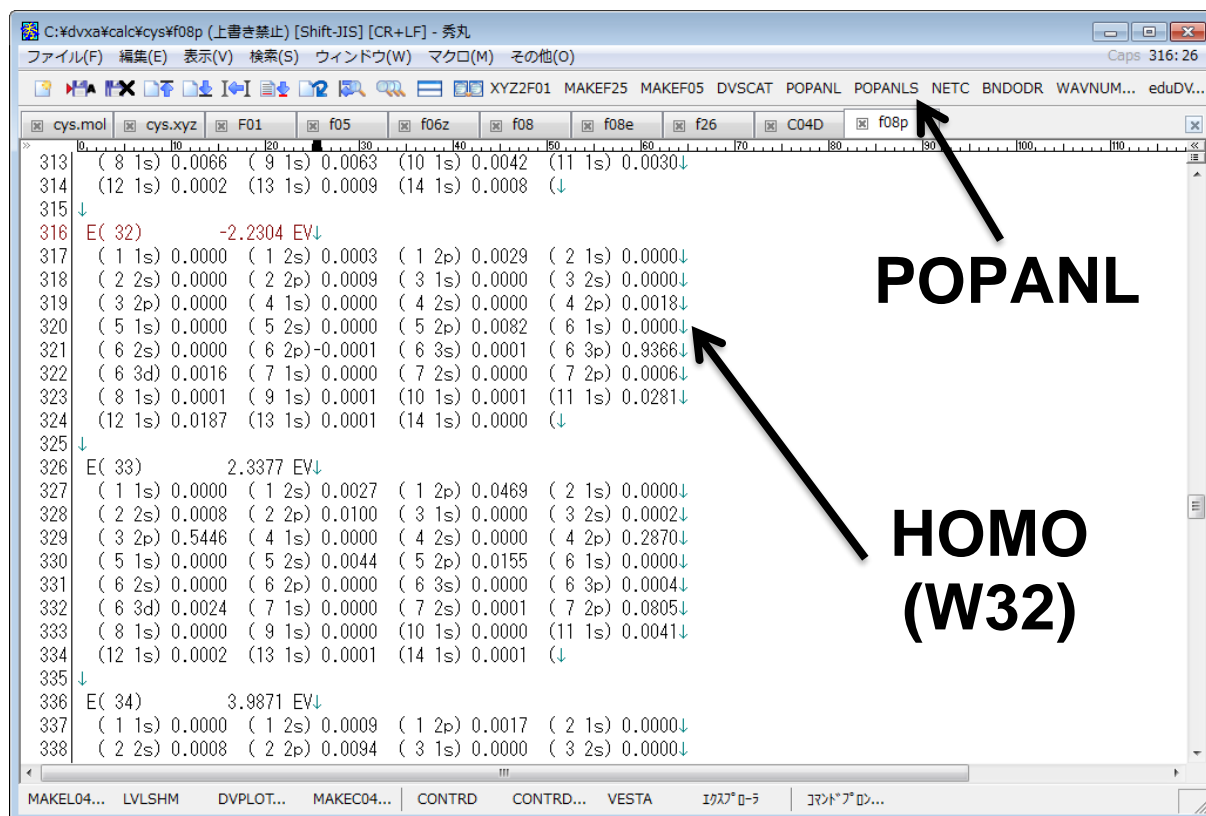 C:¥dvxa¥calc¥cys¥f08p (上書き禁止) [Shift-JIS] [CR+LF] - 秀丸
ファイル(F) 編集(E) 表示(V) 検索(S) ウィンドウ(W) マクロ(M) その他(O) Caps 316:26
XYZ2F01 MAKEF25 MAKEF05 DVSCAT POPANL POPANLS NETC BNDODR WAVNUM... eduDV...
cys.mol cys.xyz F01 f05 f06z f08 f08e f26 C04D f08p
0 10 20 30 40 50 60 70 80 90 100 110
313 ( 8 1s) 0.0066 ( 9 1s) 0.0063 (10 1s) 0.0042 (11 1s) 0.0030↓
314 (12 1s) 0.0002 (13 1s) 0.0009 (14 1s) 0.0008 (↓
315 ↓
316 E( 32) -2.2304 EV↓
317 ( 1 1s) 0.0000 ( 1 2s) 0.0003 ( 1 2p) 0.0029 ( 2 1s) 0.0000↓
318 ( 2 2s) 0.0000 ( 2 2p) 0.0009 ( 3 1s) 0.0000 ( 3 2s) 0.0000↓
319 ( 3 2p) 0.0000 ( 4 1s) 0.0000 ( 4 2s) 0.0000 ( 4 2p) 0.0018↓
320 ( 5 1s) 0.0000 ( 5 2s) 0.0000 ( 5 2p) 0.0082 ( 6 1s) 0.0000↓
321 ( 6 2s) 0.0000 ( 6 2p)-0.0001 ( 6 3s) 0.0001 ( 6 3p) 0.9366↓
322 ( 6 3d) 0.0016 ( 7 1s) 0.0000 ( 7 2s) 0.0000 ( 7 2p) 0.0006↓
323 ( 8 1s) 0.0001 ( 9 1s) 0.0001 (10 1s) 0.0001 (11 1s) 0.0281↓
324 (12 1s) 0.0187 (13 1s) 0.0001 (14 1s) 0.0000 (↓
325 ↓
326 E( 33) 2.3377 EV↓
327 ( 1 1s) 0.0000 ( 1 2s) 0.0027 ( 1 2p) 0.0469 ( 2 1s) 0.0000↓
328 ( 2 2s) 0.0008 ( 2 2p) 0.0100 ( 3 1s) 0.0000 ( 3 2s) 0.0002↓
329 ( 3 2p) 0.5446 ( 4 1s) 0.0000 ( 4 2s) 0.0000 ( 4 2p) 0.2870↓
330 ( 5 1s) 0.0000 ( 5 2s) 0.0044 ( 5 2p) 0.0155 ( 6 1s) 0.0000↓
331 ( 6 2s) 0.0000 ( 6 2p) 0.0000 ( 6 3s) 0.0000 ( 6 3p) 0.0004↓
332 ( 6 3d) 0.0024 ( 7 1s) 0.0000 ( 7 2s) 0.0001 ( 7 2p) 0.0805↓
333 ( 8 1s) 0.0000 ( 9 1s) 0.0000 (10 1s) 0.0000 (11 1s) 0.0041↓
334 (12 1s) 0.0002 (13 1s) 0.0001 (14 1s) 0.0001 (↓
335 ↓
336 E( 34) 3.9871 EV↓
337 ( 1 1s) 0.0000 ( 1 2s) 0.0009 ( 1 2p) 0.0017 ( 2 1s) 0.0000↓
338 ( 2 2s) 0.0008 ( 2 2p) 0.0094 ( 3 1s) 0.0000 ( 3 2s) 0.0000↓
POPANL
HOMO
(W32)
MAKEL04... LVLSHM DVPLOT... MAKEC04... CONTRD CONTRD... VESTA ｴｸｽﾌﾟﾛｰﾗ ｺﾏﾝﾄﾞﾌﾟﾛﾝ...